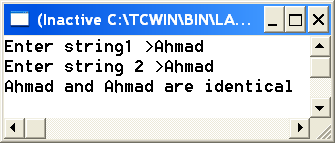 (Inactive C:\TCWIN\BIN\LA...
Enter string1 >Ahmad
Enter string 2 >Ahmad
Ahmad and Ahmad are identical